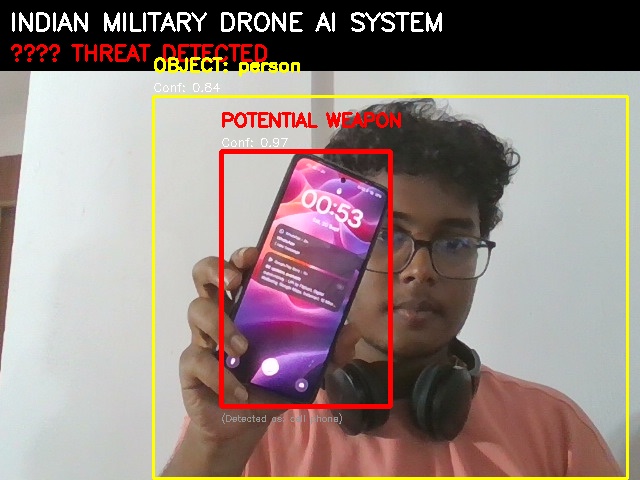 INDIAN MILITARY DRONE AI SYSTEM
???? THREAT DETECTED
OBJECT: person
Conf: 0.84
POTENTIAL WEAPON
Conf: 0.97
00:53
(Detected as: cell phone)